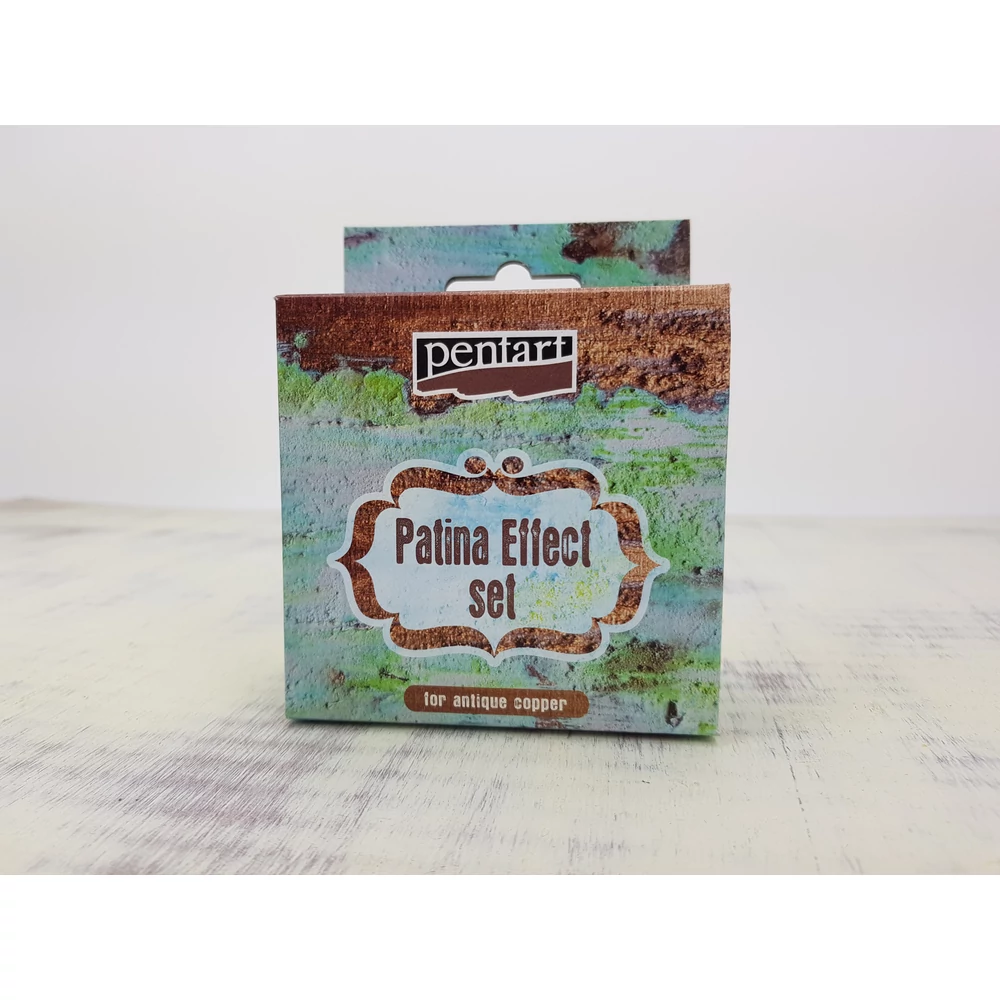 pentart
Patina Effect
set
for antique copper